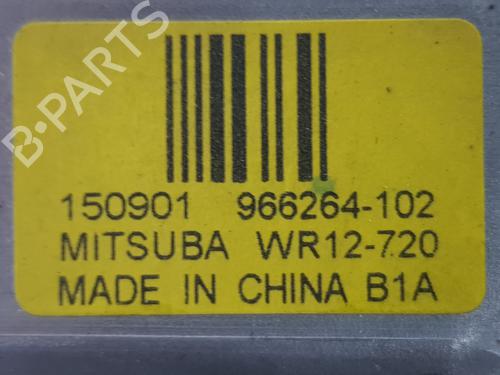 B-PARTS
150901 966264-102
MITSUBA WR12-720
MADE IN CHINA B1A